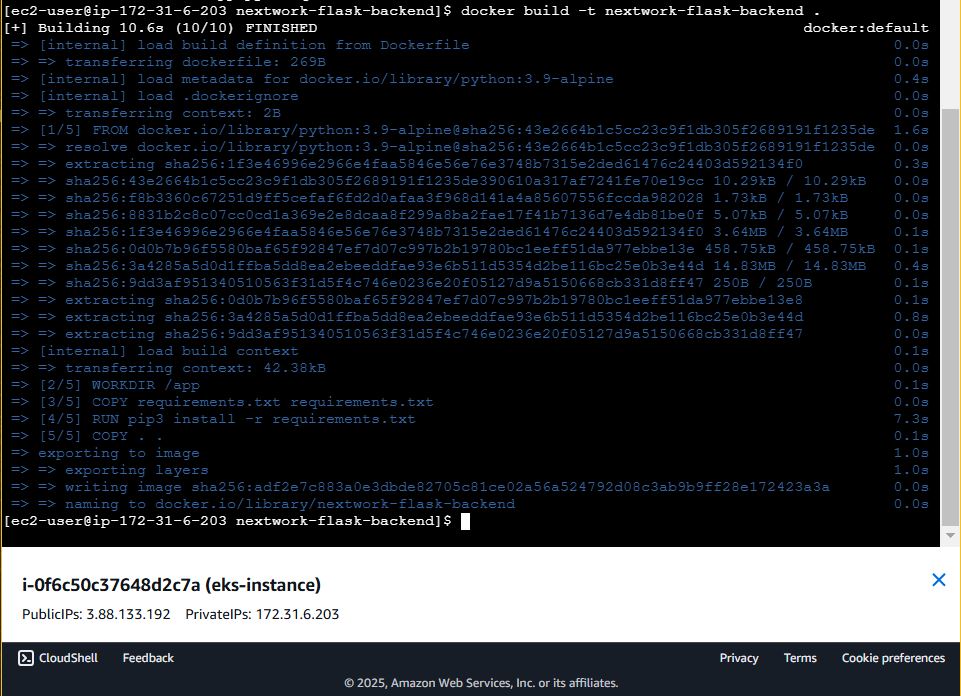 [ec2-user@ip-172-31-6-203 nextwork-flask-backend]$ docker build -t nextwork-flask-backend .
[+] Building 10.6s (10/10) FINISHED docker:default
=> [internal] load build definition from Dockerfile 0.0s
=> => transferring dockerfile: 269B 0.0s
=> [internal] load metadata for docker.io/library/python:3.9-alpine 0.4s
=> [internal] load .dockerignore 0.0s
=> => transferring context: 2B 0.0s
=> [1/5] FROM docker.io/library/python:3.9-alpine@sha256:43e2664b1c5cc23c9f1db305f2689191f1235de 1.6s
=> => resolve docker.io/library/python:3.9-alpine@sha256:43e2664b1c5cc23c9f1db305f2689191f1235de 0.0s
=> => extracting sha256:1f3e46996e2966e4faa5846e56e76e3748b7315e2ded61476c24403d592134f0 0.3s
=> => sha256:43e2664b1c5cc23c9f1db305f2689191f1235de390610a317af7241fe70e19cc 10.29kB / 10.29kB 0.0s
=> => sha256:f8b3360c67251d9ff5cefaf6fd2d0afaa3f968d141a4a85607556fccda982028 1.73kB / 1.73kB 0.0s
=> => sha256:8831b2c8c07cc0cd1a369e2e8dcaa8f299a8ba2fae17f41b7136d7e4db81be0f 5.07kB / 5.07kB 0.0s
=> => sha256:1f3e46996e2966e4faa5846e56e76e3748b7315e2ded61476c24403d592134f0 3.64MB / 3.64MB 0.1s
=> => sha256:0d0b7b96f5580baf65f92847ef7d07c997b2b19780bc1eeff51da977ebbe13e 458.75kB / 458.75kB 0.1s
=> => sha256:3a4285a5d0d1ffba5dd8ea2ebeeddfae93e6b511d5354d2be116bc25e0b3e44d 14.83MB / 14.83MB 0.4s
=> => sha256:9dd3af951340510563f31d5f4c746e0236e20f05127d9a5150668cb331d8ff47 250B / 250B 0.1s
=> => extracting sha256:0d0b7b96f5580baf65f92847ef7d07c997b2b19780bc1eeff51da977ebbe13e8 0.1s
=> => extracting sha256:3a4285a5d0d1ffba5dd8ea2ebeeddfae93e6b511d5354d2be116bc25e0b3e44d 0.8s
=> => extracting sha256:9dd3af951340510563f31d5f4c746e0236e20f05127d9a5150668cb331d8ff47 0.0s
=> [internal] load build context 0.1s
=> => transferring context: 42.38kB 0.0s
=> [2/5] WORKDIR /app 0.1s
=> [3/5] COPY requirements.txt requirements.txt 0.0s
=> [4/5] RUN pip3 install -r requirements.txt 7.3s
=> [5/5] COPY . . 0.1s
=> exporting to image 1.0s
=> => exporting layers 1.0s
=> => writing image sha256:adf2e7c883a0e3dbde82705c81ce02a56a524792d08c3ab9b9ff28e172423a3a 0.0s
=> => naming to docker.io/library/nextwork-flask-backend 0.0s
[ec2-user@ip-172-31-6-203 nextwork-flask-backend]$
i-0f6c50c37648d2c7a (eks-instance)
PublicIPs: 3.88.133.192 PrivateIPs: 172.31.6.203
CloudShell Feedback Privacy Terms Cookie preferences
© 2025, Amazon Web Services, Inc. or its affiliates.